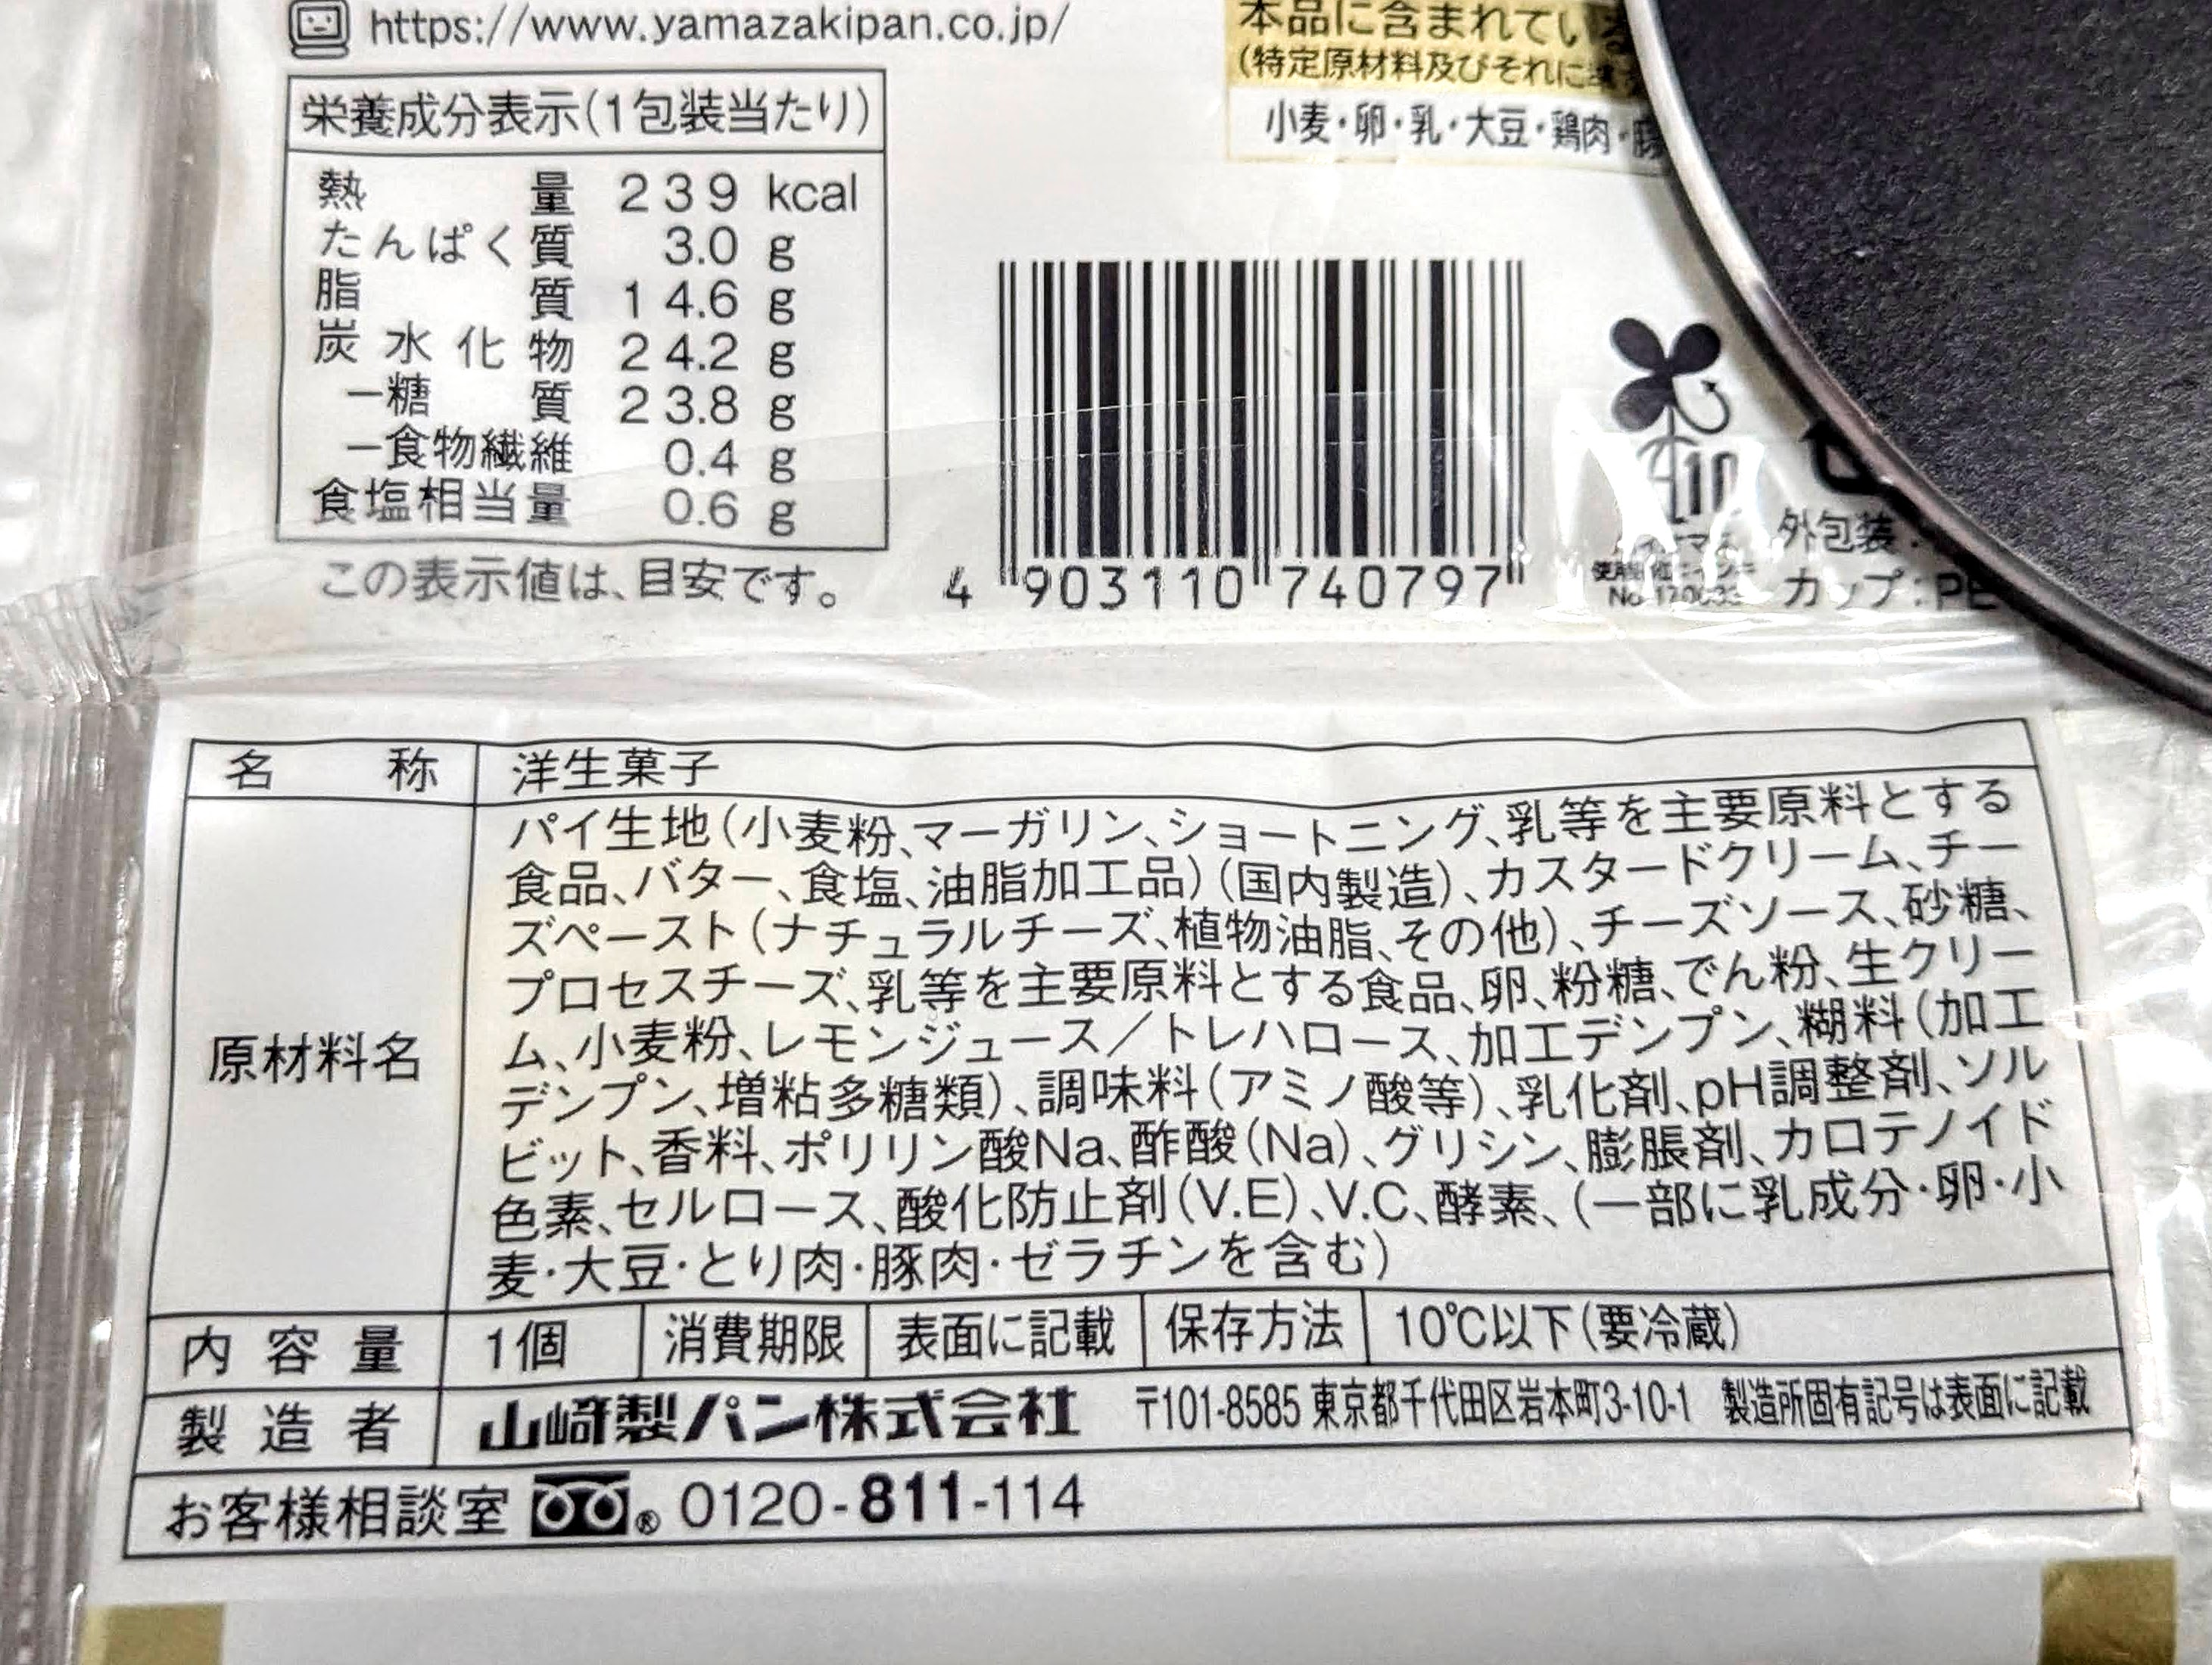 https://www.yamazakipan.co.jp/
栄養成分表示(1包装当たり)
熱量 239 kcal
たんぱく質 3.0 g
脂質 14.6 g
炭水化物 24.2 g
－糖質 23.8 g
－食物繊維 0.4 g
食塩相当量 0.6 g
この表示値は、目安です。
本品に含まれてい
(特定原材料及びそれに
小麦・卵・乳・大豆・鶏肉・
4 903110 740797
外包装:
カップ:PE
名称 洋生菓子
原材料名
パイ生地(小麦粉、マーガリン、ショートニング、乳等を主要原料とする
食品、バター、食塩、油脂加工品)(国内製造)、カスタードクリーム、チー
ズペースト(ナチュラルチーズ、植物油脂、その他)、チーズソース、砂糖、
プロセスチーズ、乳等を主要原料とする食品、卵、粉糖、でん粉、生クリー
ム、小麦粉、レモンジュース／トレハロース、加工デンプン、糊料(加工
デンプン、増粘多糖類)、調味料(アミノ酸等)、乳化剤、pH調整剤、ソル
ビット、香料、ポリリン酸Na、酢酸(Na)、グリシン、膨脹剤、カロテノイド
色素、セルロース、酸化防止剤(V.E)、V.C、酵素、(一部に乳成分・卵・小
麦・大豆・とり肉・豚肉・ゼラチンを含む)
内容量 1個 消費期限 表面に記載 保存方法 10℃以下(要冷蔵)
製造者 山崎製パン株式会社 〒101-8585 東京都千代田区岩本町3-10-1 製造所固有記号は表面に記載
お客様相談室 ® 0120-811-114